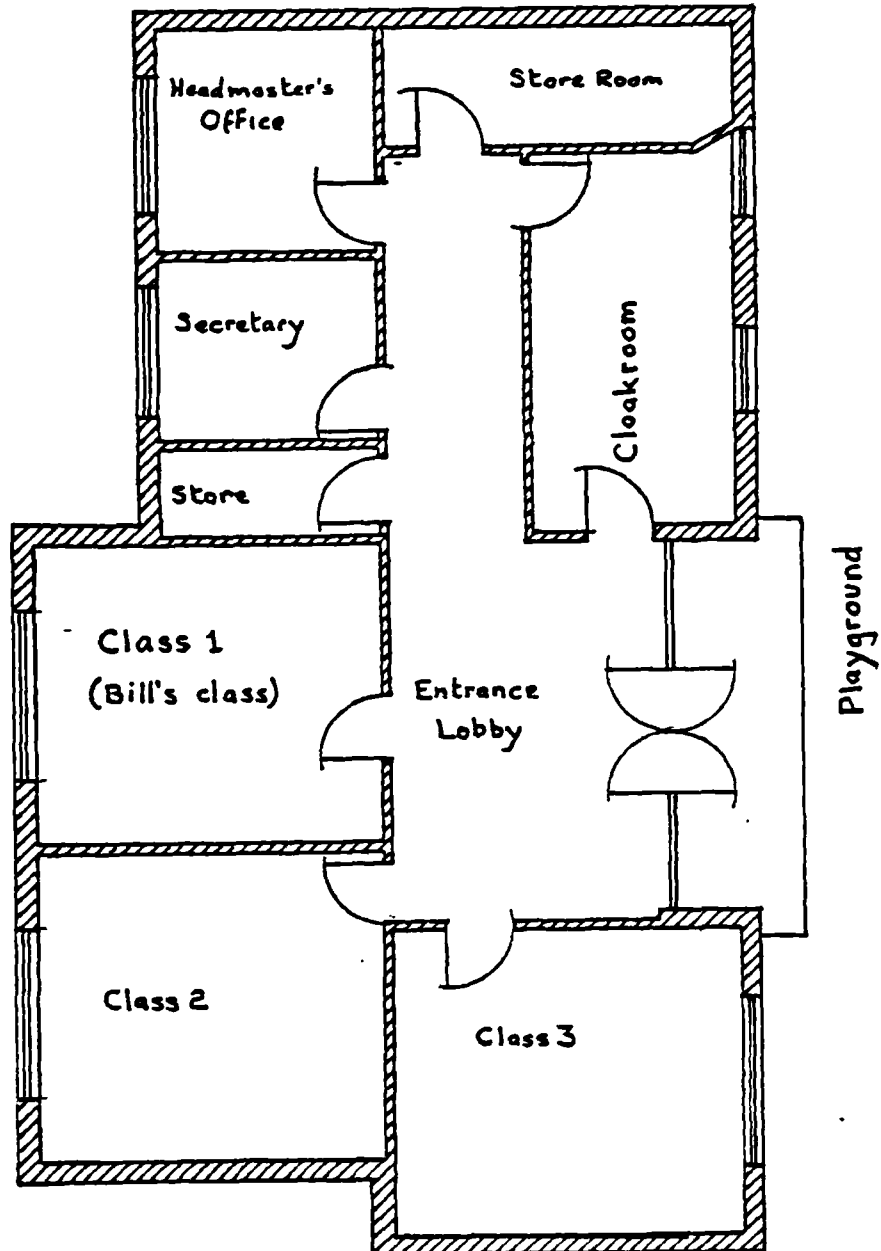 Headmaster's
Office
Store Room
Secretary
Cloakroom
Store
Class 1
(Bill's class)
Entrance
Lobby
Playground
Class 2
Class 3